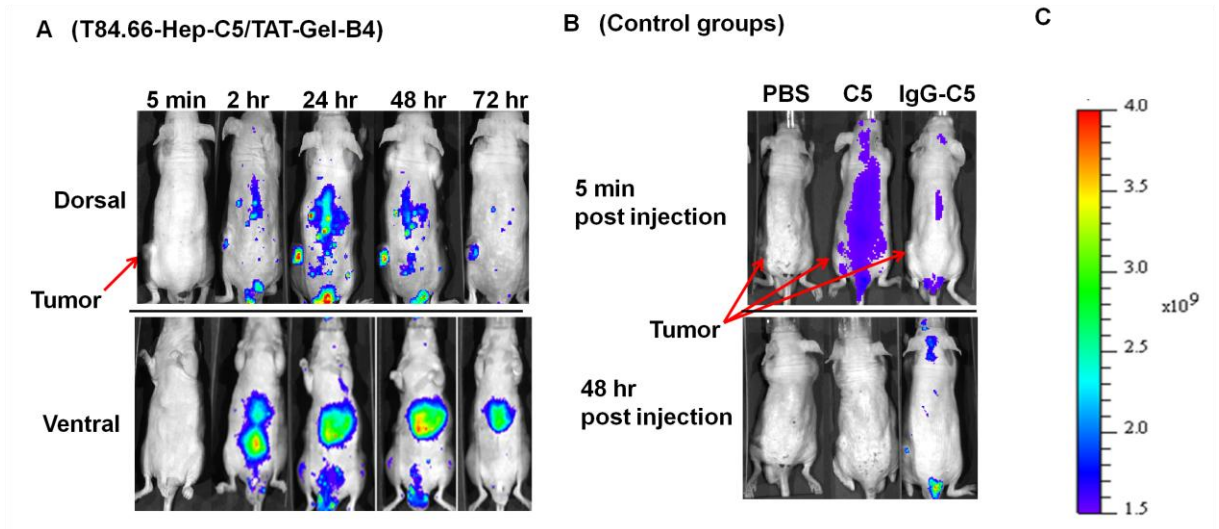 A (T84.66-Hep-C5/TAT-Gel-B4)
5 min 2 hr 24 hr 48 hr 72 hr
Dorsal
Tumor
Ventral
B (Control groups)
PBS C5 IgG-C5
5 min
post injection
Tumor
48 hr
post injection
C
4.0
3.5
3.0
x10⁹
2.5
2.0
1.5